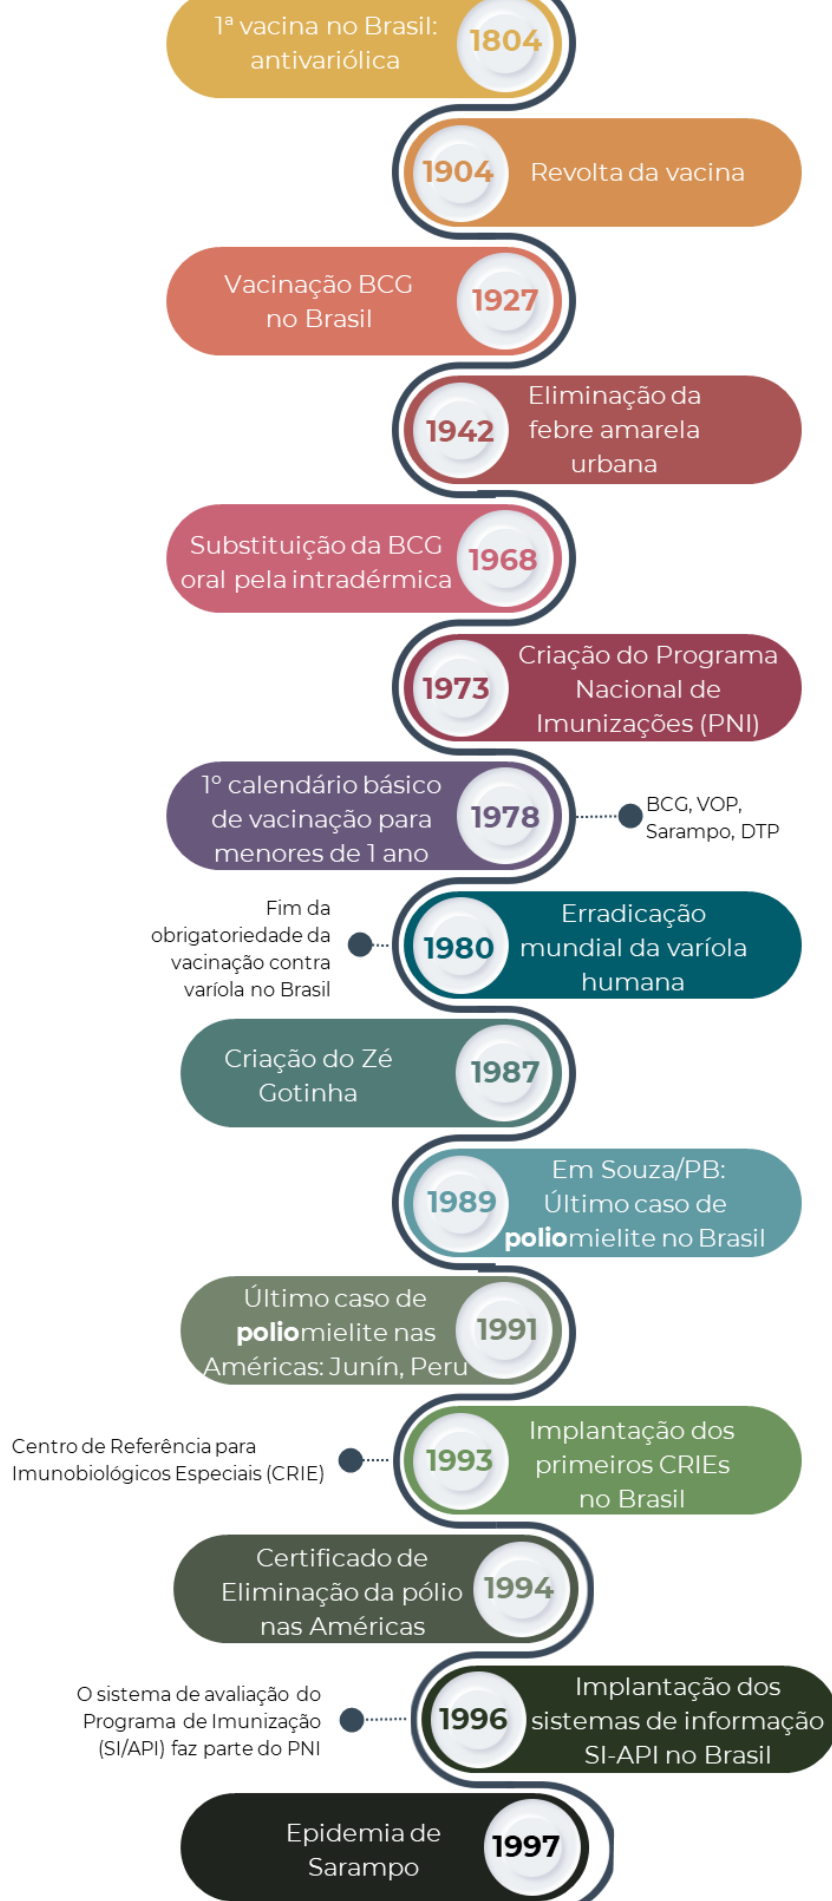 1ª vacina no Brasil:
antivariólica
1804
1904
Revolta da vacina
Vacinação BCG
no Brasil
1927
1942
Eliminação da
febre amarela
urbana
Substituição da BCG
oral pela intradérmica
1968
1973
Criação do Programa
Nacional de
Imunizações (PNI)
1º calendário básico
de vacinação para
menores de 1 ano
1978
BCG, VOP,
Sarampo, DTP
Fim da
obrigatoriedade da
vacinação contra
varíola no Brasil
1980
Erradicação
mundial da varíola
humana
Criação do Zé
Gotinha
1987
1989
Em Souza/PB:
Último caso de
poliomielite no Brasil
Último caso de
poliomielite nas
Américas: Junín, Peru
1991
Centro de Referência para
Imunobiológicos Especiais (CRIE)
1993
Implantação dos
primeiros CRIEs
no Brasil
Certificado de
Eliminação da pólio
nas Américas
1994
O sistema de avaliação do
Programa de Imunização
(SI/API) faz parte do PNI
1996
Implantação dos
sistemas de informação
SI-API no Brasil
Epidemia de
Sarampo
1997